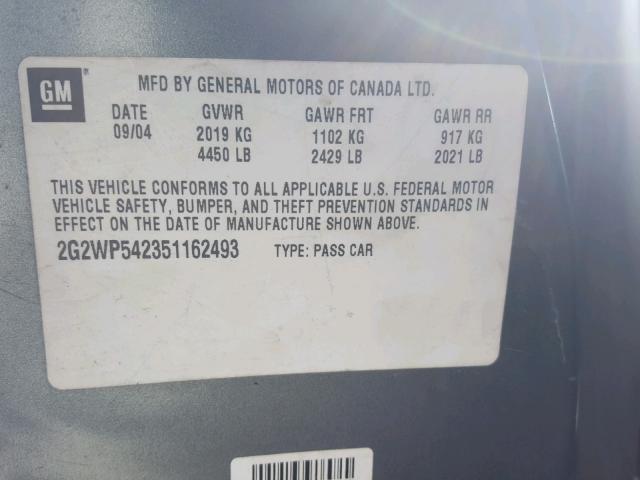 GM®
MFD BY GENERAL MOTORS OF CANADA LTD.
DATE GVWR GAWR FRT GAWR RR
09/04 2019 KG 1102 KG 917 KG
4450 LB 2429 LB 2021 LB
THIS VEHICLE CONFORMS TO ALL APPLICABLE U.S. FEDERAL MOTOR
VEHICLE SAFETY, BUMPER, AND THEFT PREVENTION STANDARDS IN
EFFECT ON THE DATE OF MANUFACTURE SHOWN ABOVE.
2G2WP542351162493 TYPE: PASS CAR